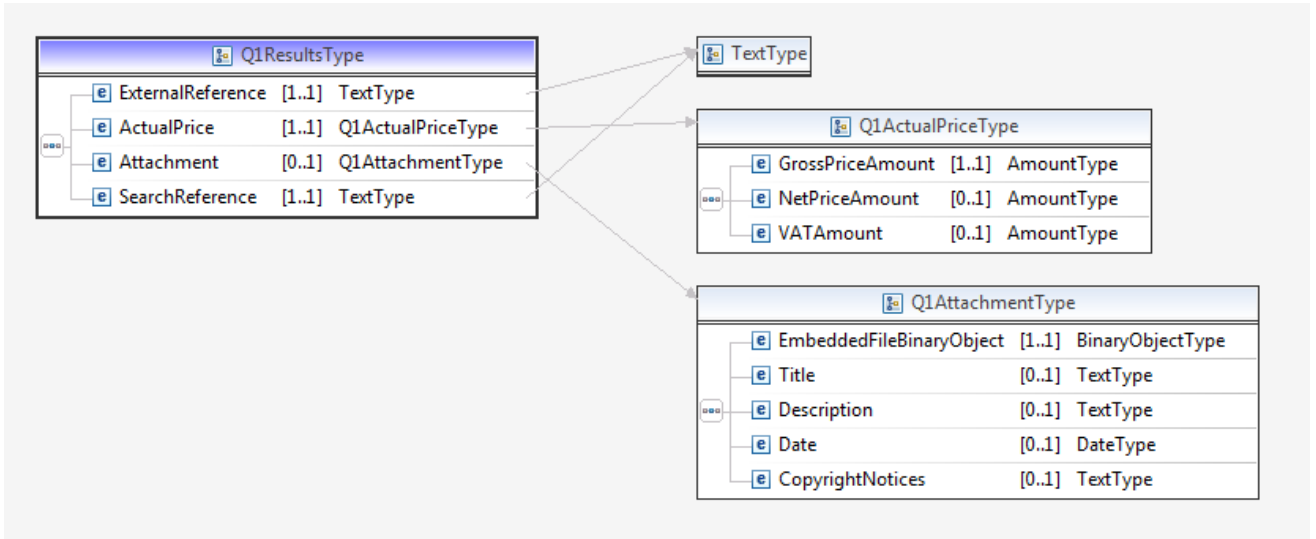 Q1ResultsType
e ExternalReference [1..1] TextType
e ActualPrice [1..1] Q1ActualPriceType
e Attachment [0..1] Q1AttachmentType
e SearchReference [1..1] TextType
TextType
Q1ActualPriceType
e GrossPriceAmount [1..1] AmountType
e NetPriceAmount [0..1] AmountType
e VATAmount [0..1] AmountType
Q1AttachmentType
e EmbeddedFileBinaryObject [1..1] BinaryObjectType
e Title [0..1] TextType
e Description [0..1] TextType
e Date [0..1] DateType
e CopyrightNotices [0..1] TextType